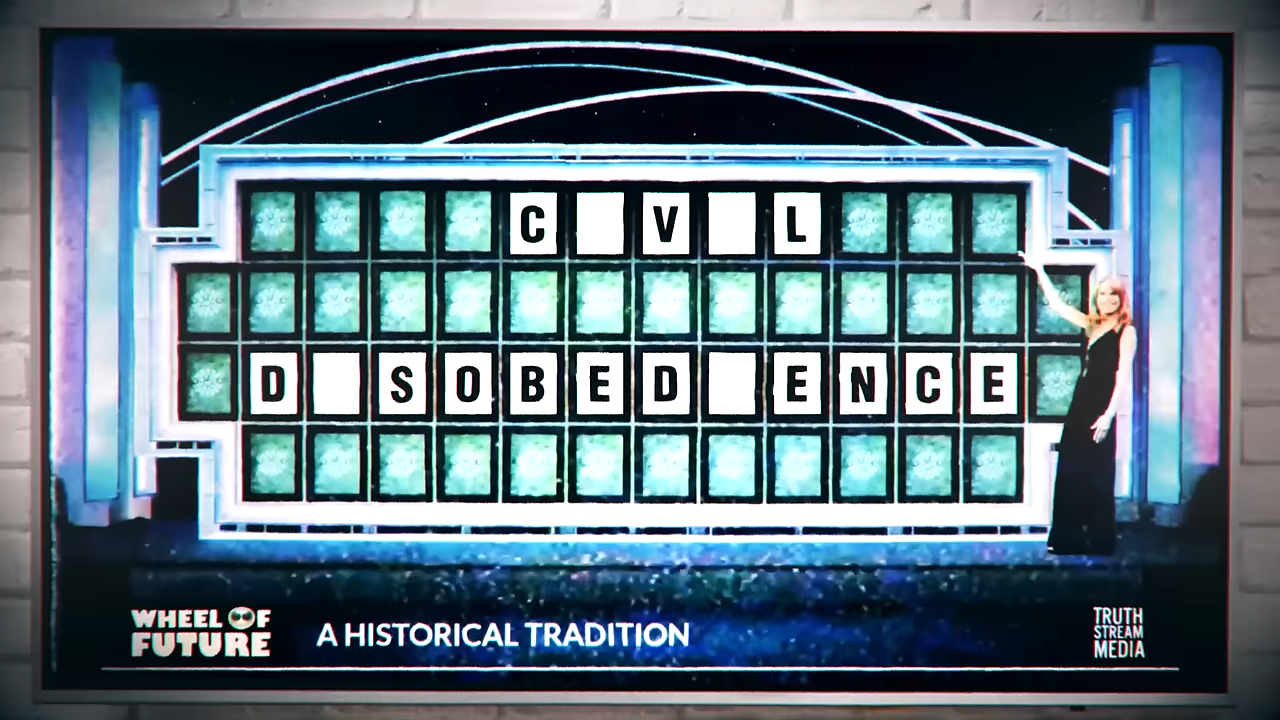 C V L
D SOBED ENCE
WHEEL OF
FUTURE
A HISTORICAL TRADITION
TRUTH
STREAM
MEDIA